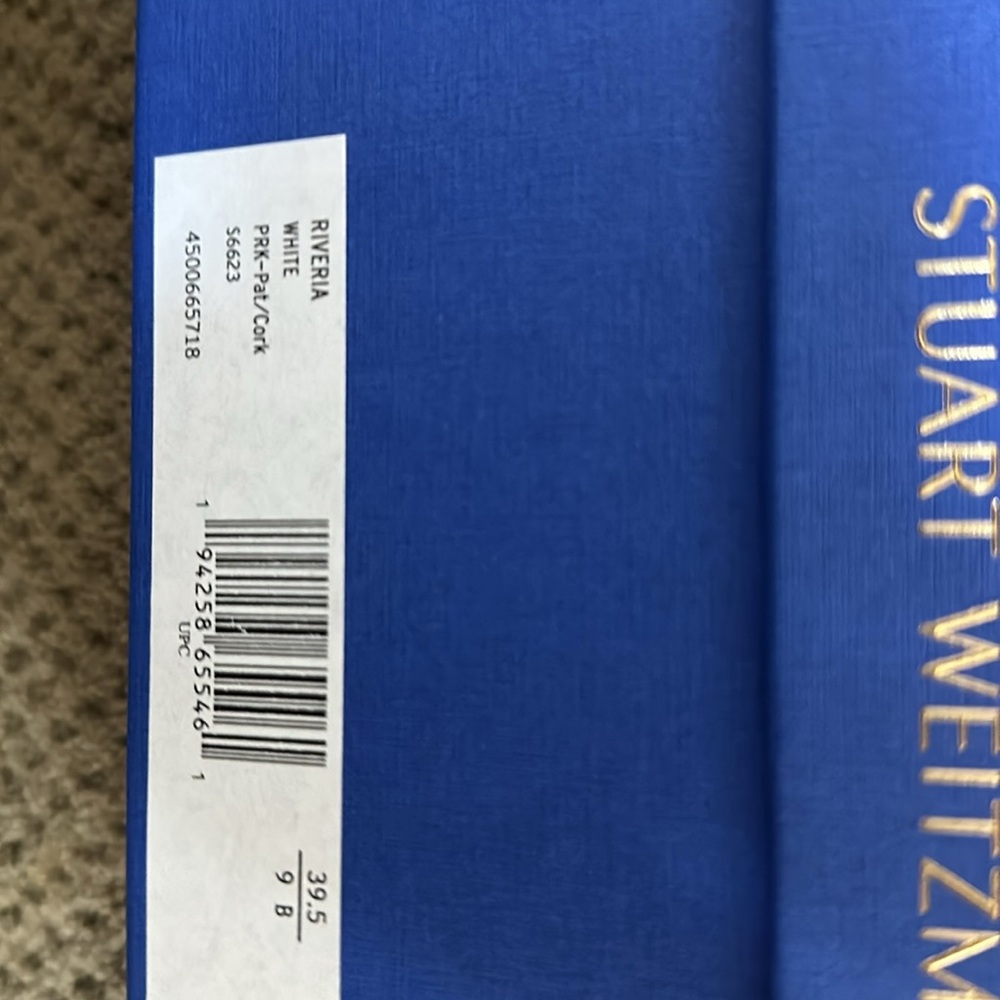 STUART WEITZM
RIVERIA
WHITE
PRK-Pat/Cork
S6623
4500665718
1 94258 65546 1
UPC
39.5
9 B